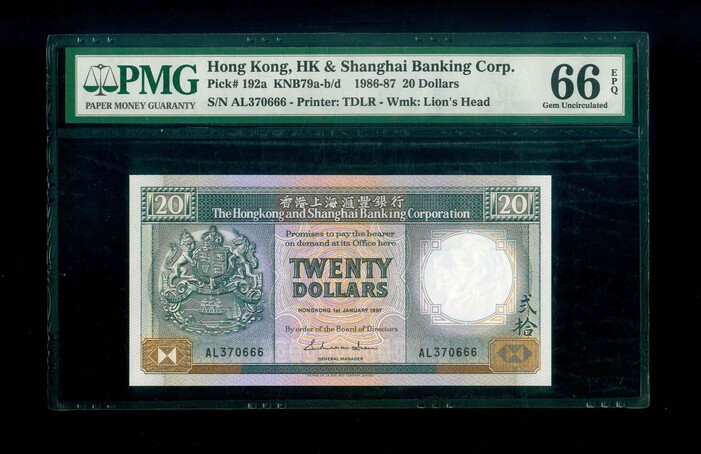 PMG
PAPER MONEY GUARANTY
Hong Kong, HK & Shanghai Banking Corp.
Pick# 192a KNB79a-b/d 1986-87 20 Dollars
S/N AL370666 - Printer: TDLR - Wmk: Lion's Head
66 EPQ
Gem Uncirculated
20
香港上海滙豐銀行
20
The Hongkong and Shanghai Banking Corporation
Promises to pay the bearer
on demand at its Office here
TWENTY
DOLLARS
HONGKONG 1st JANUARY 1987
By order of the Board of Directors
GENERAL MANAGER
貳拾
AL370666
AL370666